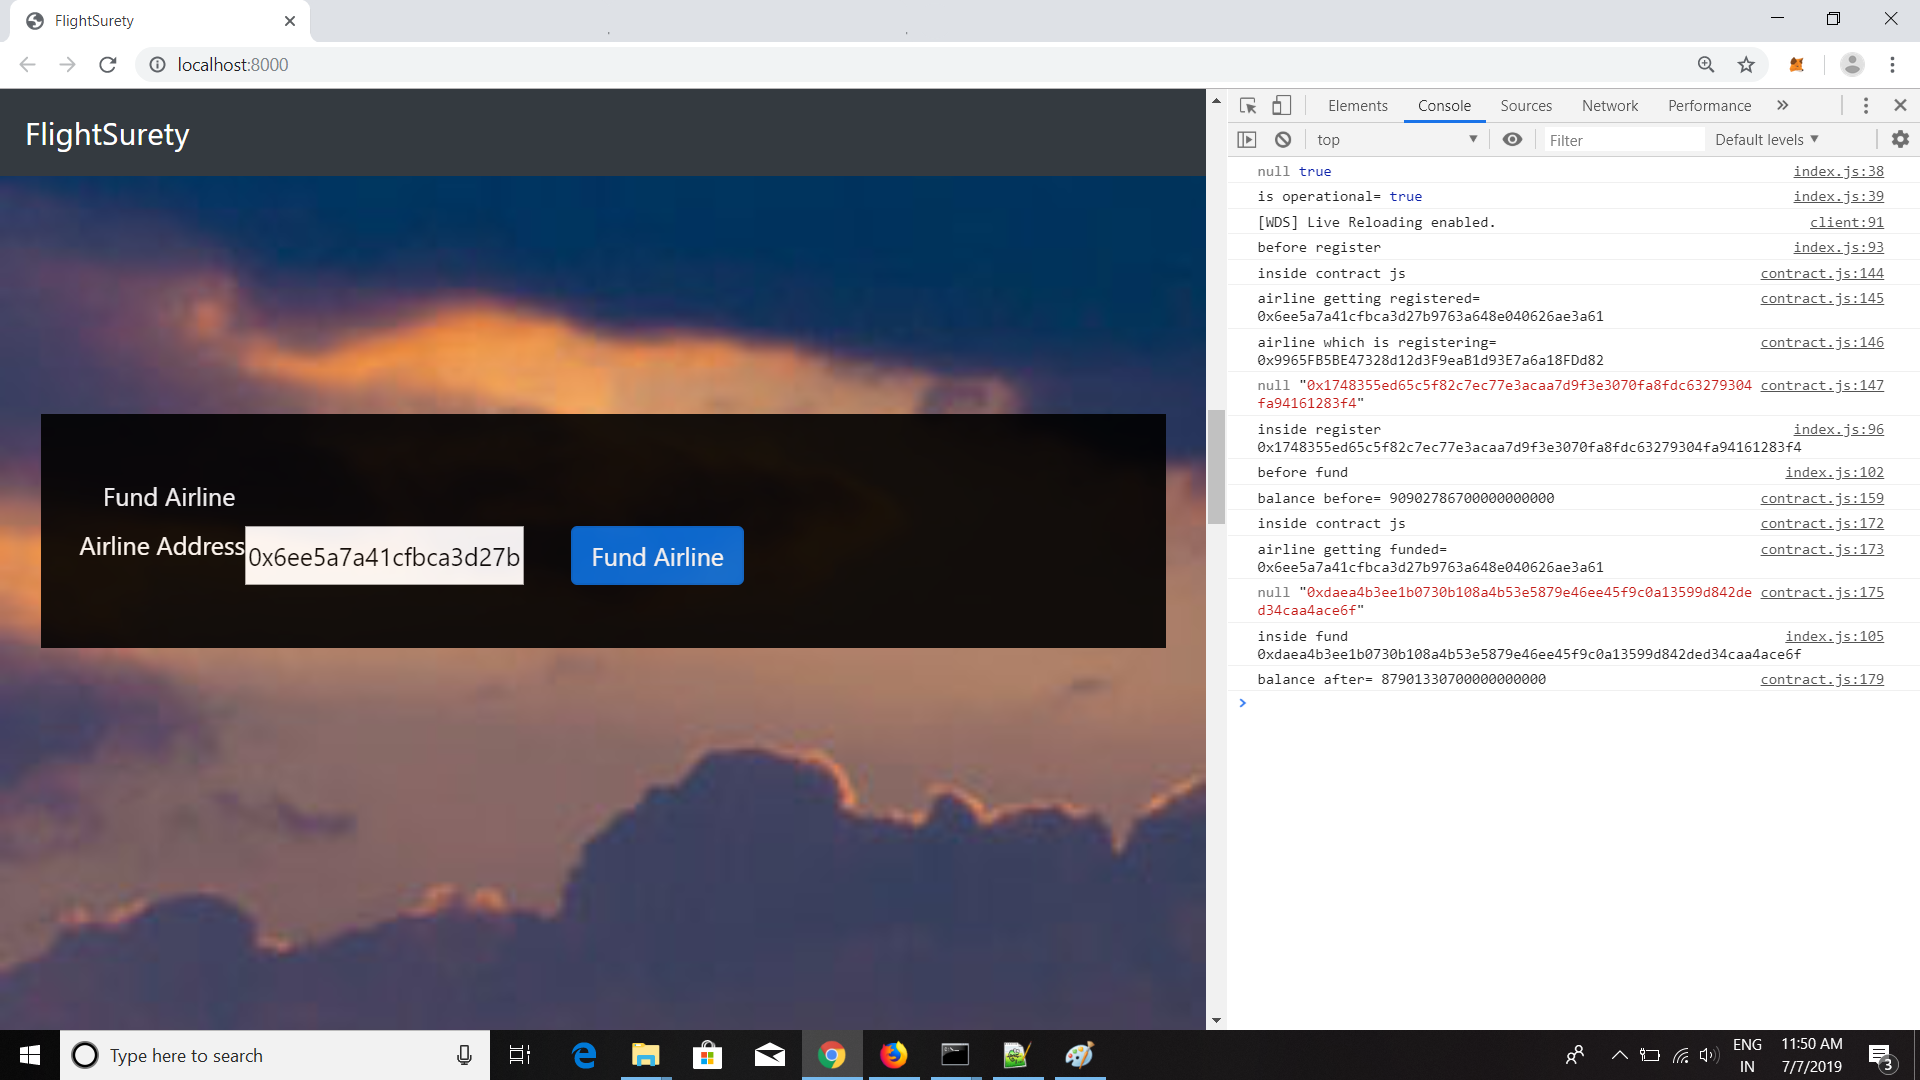 FlightSurety
localhost:8000
FlightSurety
Fund Airline
Airline Address
0x6ee5a7a41cfbca3d27b
Fund Airline
Elements Console Sources Network Performance »
top Filter Default levels
null true index.js:38
is operational= true index.js:39
[WDS] Live Reloading enabled. client:91
before register index.js:93
inside contract js contract.js:144
airline getting registered= contract.js:145
0x6ee5a7a41cfbca3d27b9763a648e040626ae3a61
airline which is registering= contract.js:146
0x9965FB5BE47328d12d3F9eaB1d93E7a6a18FDd82
null "0x1748355ed65c5f82c7ec77e3acaa7d9f3e3070fa8fdc63279304 contract.js:147
fa94161283f4"
inside register index.js:96
0x1748355ed65c5f82c7ec77e3acaa7d9f3e3070fa8fdc63279304fa94161283f4
before fund index.js:102
balance before= 90902786700000000000 contract.js:159
inside contract js contract.js:172
airline getting funded= contract.js:173
0x6ee5a7a41cfbca3d27b9763a648e040626ae3a61
null "0xdaea4b3ee1b0730b108a4b53e5879e46ee45f9c0a13599d842de contract.js:175
d34caa4ace6f"
inside fund index.js:105
0xdaea4b3ee1b0730b108a4b53e5879e46ee45f9c0a13599d842ded34caa4ace6f
balance after= 87901330700000000000 contract.js:179
Type here to search
ENG
IN
11:50 AM
7/7/2019
3